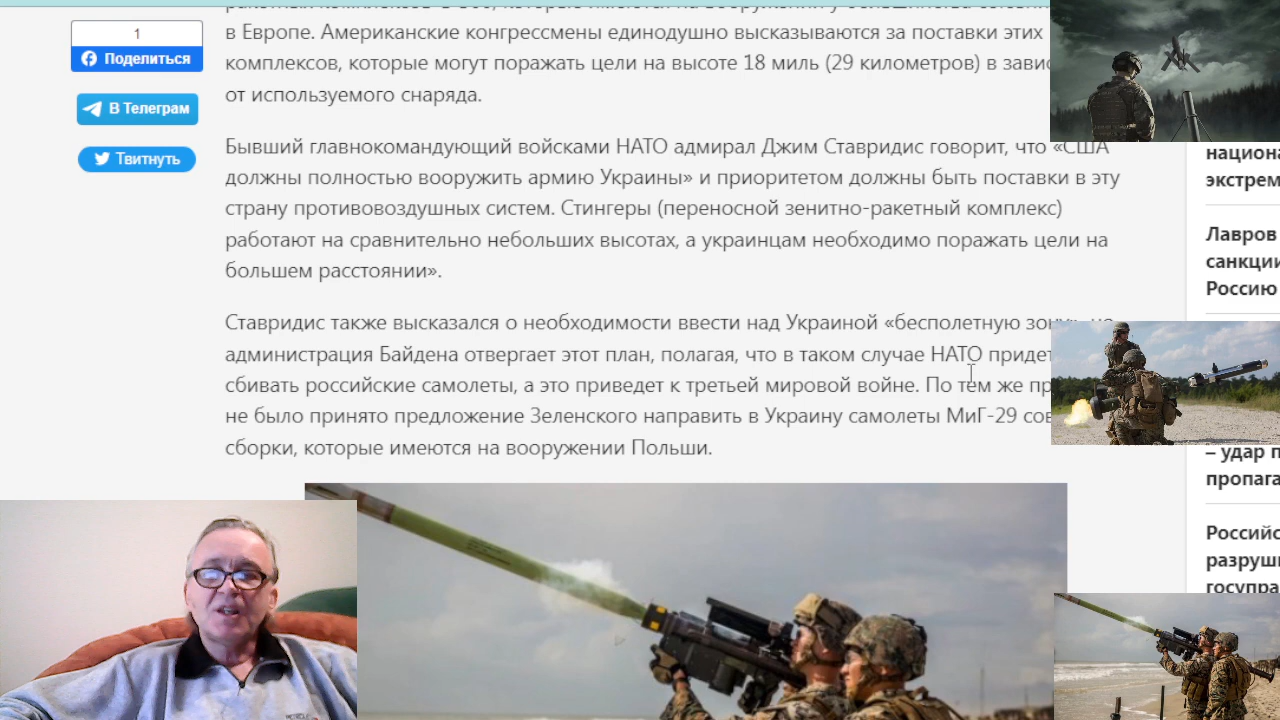 1
Поделиться
В Телеграм
Твитнуть
в Европе. Американские конгрессмены единодушно высказываются за поставки этих
комплексов, которые могут поражать цели на высоте 18 миль (29 километров) в
от используемого снаряда.
Бывший главнокомандующий войсками НАТО адмирал Джим Ставридис говорит, что «США
должны полностью вооружить армию Украины» и приоритетом должны быть поставки в эту
страну противовоздушных систем. Стингеры (переносной зенитно-ракетный комплекс)
работают на сравнительно небольших высотах, а украинцам необходимо поражать цели на
большем расстоянии».
Ставридис также высказался о необходимости ввести над Украиной «бесполетную зону», но
администрация Байдена отвергает этот план, полагая, что в таком случае НАТО придет
сбивать российские самолеты, а это приведет к третьей мировой войне. По тем же пр
не было принято предложение Зеленского направить в Украину самолеты МиГ-29 сов
сборки, которые имеются на вооружении Польши.
национа
экстрем
Лавров
санкции
Россию
– удар п
пропага
Российс
разруши
госупра